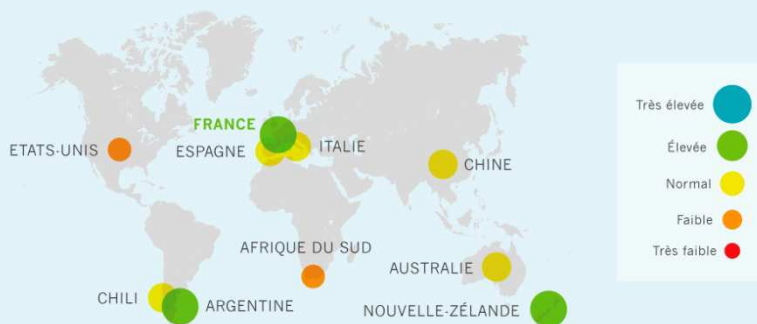 FRANCE
ETATS-UNIS
ESPAGNE
ITALIE
CHINE
AFRIQUE DU SUD
AUSTRALIE
CHILI
ARGENTINE
NOUVELLE-ZÉLANDE
Très élevée
Élevée
Normal
Faible
Très faible